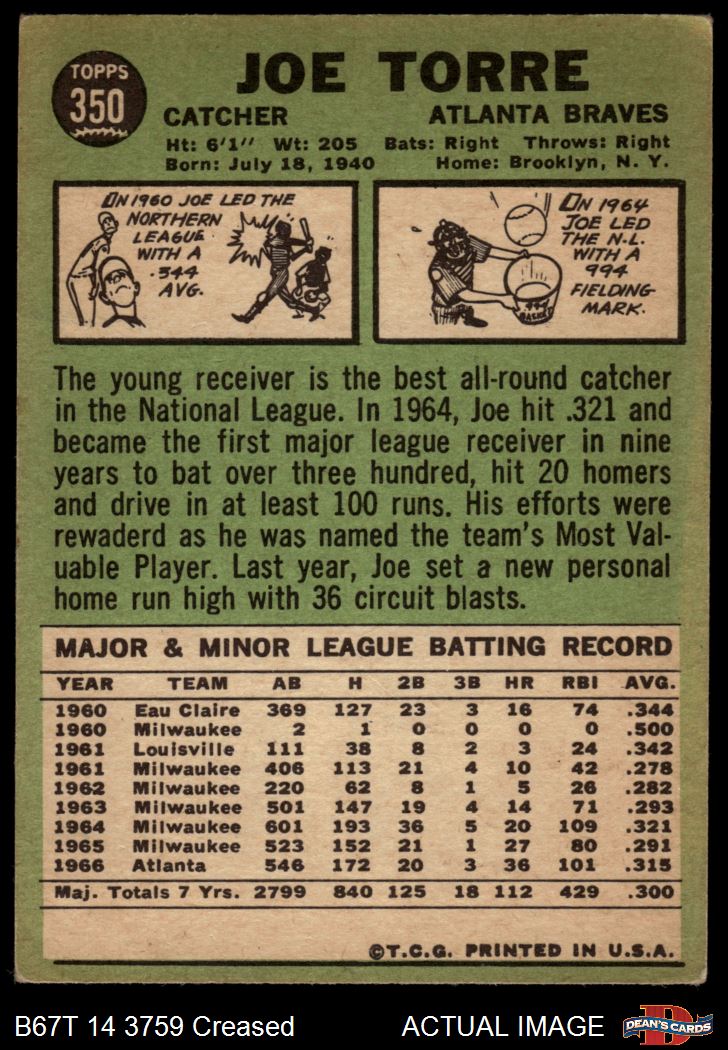 TOPPS
350
JOE TORRE
CATCHER ATLANTA BRAVES
Ht: 6'1" Wt: 205 Bats: Right Throws: Right
Born: July 18, 1940 Home: Brooklyn, N. Y.
IN 1960 JOE LED THE
NORTHERN
LEAGUE
WITH A
.344
AVG.
IN 1964
JOE LED
THE N.L.
WITH A
994
FIELDING
MARK.
.994
BASKET
The young receiver is the best all-round catcher
in the National League. In 1964, Joe hit .321 and
became the first major league receiver in nine
years to bat over three hundred, hit 20 homers
and drive in at least 100 runs. His efforts were
rewaderd as he was named the team's Most Val-
uable Player. Last year, Joe set a new personal
home run high with 36 circuit blasts.
MAJOR & MINOR LEAGUE BATTING RECORD
YEAR TEAM AB H 2B 3B HR RBI AVG.
1960 Eau Claire 369 127 23 3 16 74 .344
1960 Milwaukee 2 1 0 0 0 0 .500
1961 Louisville 111 38 8 2 3 24 .342
1961 Milwaukee 406 113 21 4 10 42 .278
1962 Milwaukee 220 62 8 1 5 26 .282
1963 Milwaukee 501 147 19 4 14 71 .293
1964 Milwaukee 601 193 36 5 20 109 .321
1965 Milwaukee 523 152 21 1 27 80 .291
1966 Atlanta 546 172 20 3 36 101 .315
Maj. Totals 7 Yrs. 2799 840 125 18 112 429 .300
©T.C.G. PRINTED IN U.S.A.
B67T 14 3759 Creased ACTUAL IMAGE
DEAN'S CARDS